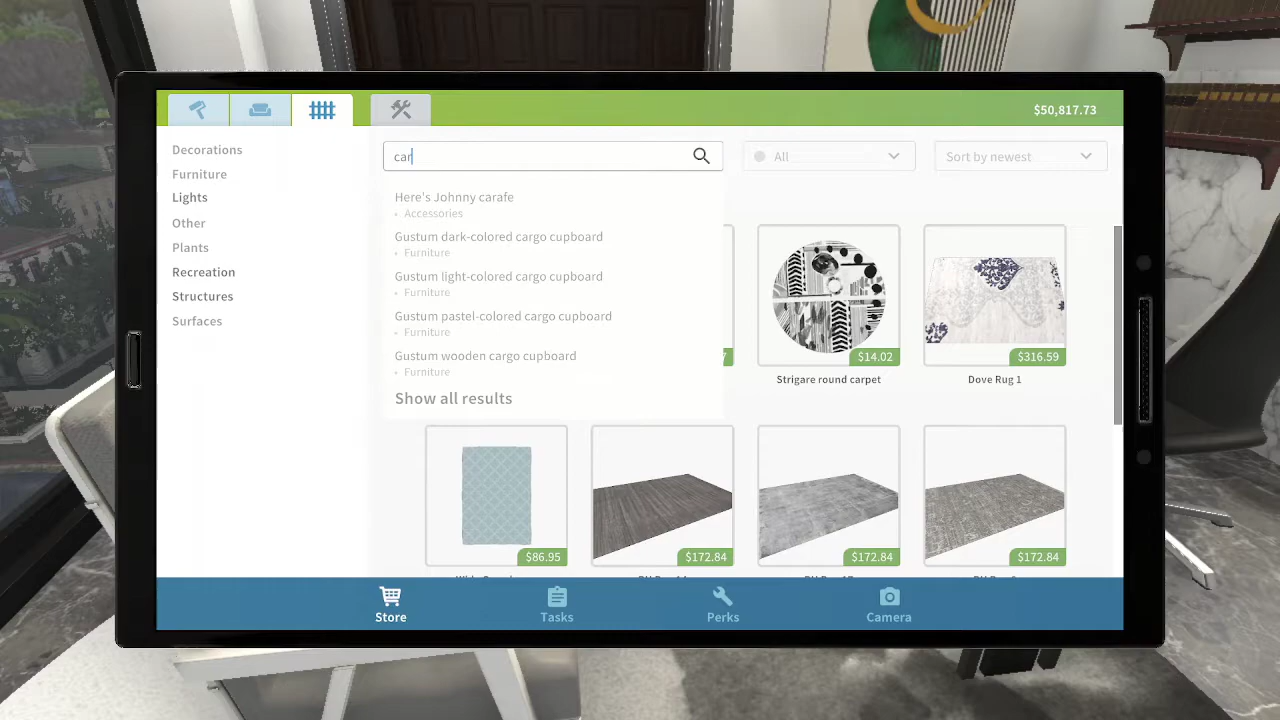 $50,817.73
Decorations
Furniture
Lights
Other
Plants
Recreation
Structures
Surfaces
car
All
Sort by newest
Here's Johnny carafe
• Accessories
Gustum dark-colored cargo cupboard
• Furniture
Gustum light-colored cargo cupboard
• Furniture
Gustum pastel-colored cargo cupboard
• Furniture
Gustum wooden cargo cupboard
• Furniture
Show all results
$14.02
$316.59
Strigare round carpet
Dove Rug 1
$86.95
$172.84
$172.84
$172.84
Store
Tasks
Perks
Camera